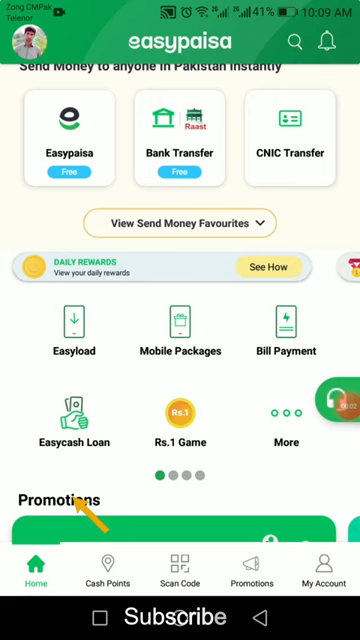 Zong CMPak
Telenor
41% 10:09 AM
easypaisa
Send Money to anyone in Pakistan instantly
Raast
Easypaisa
Bank Transfer
CNIC Transfer
Free
Free
View Send Money Favourites
DAILY REWARDS
View your daily rewards
See How
Easyload
Mobile Packages
Bill Payment
00:02
Rs.1
Easycash Loan
Rs.1 Game
More
Promotions
Home
Cash Points
Scan Code
Promotions
My Account
Subscribe